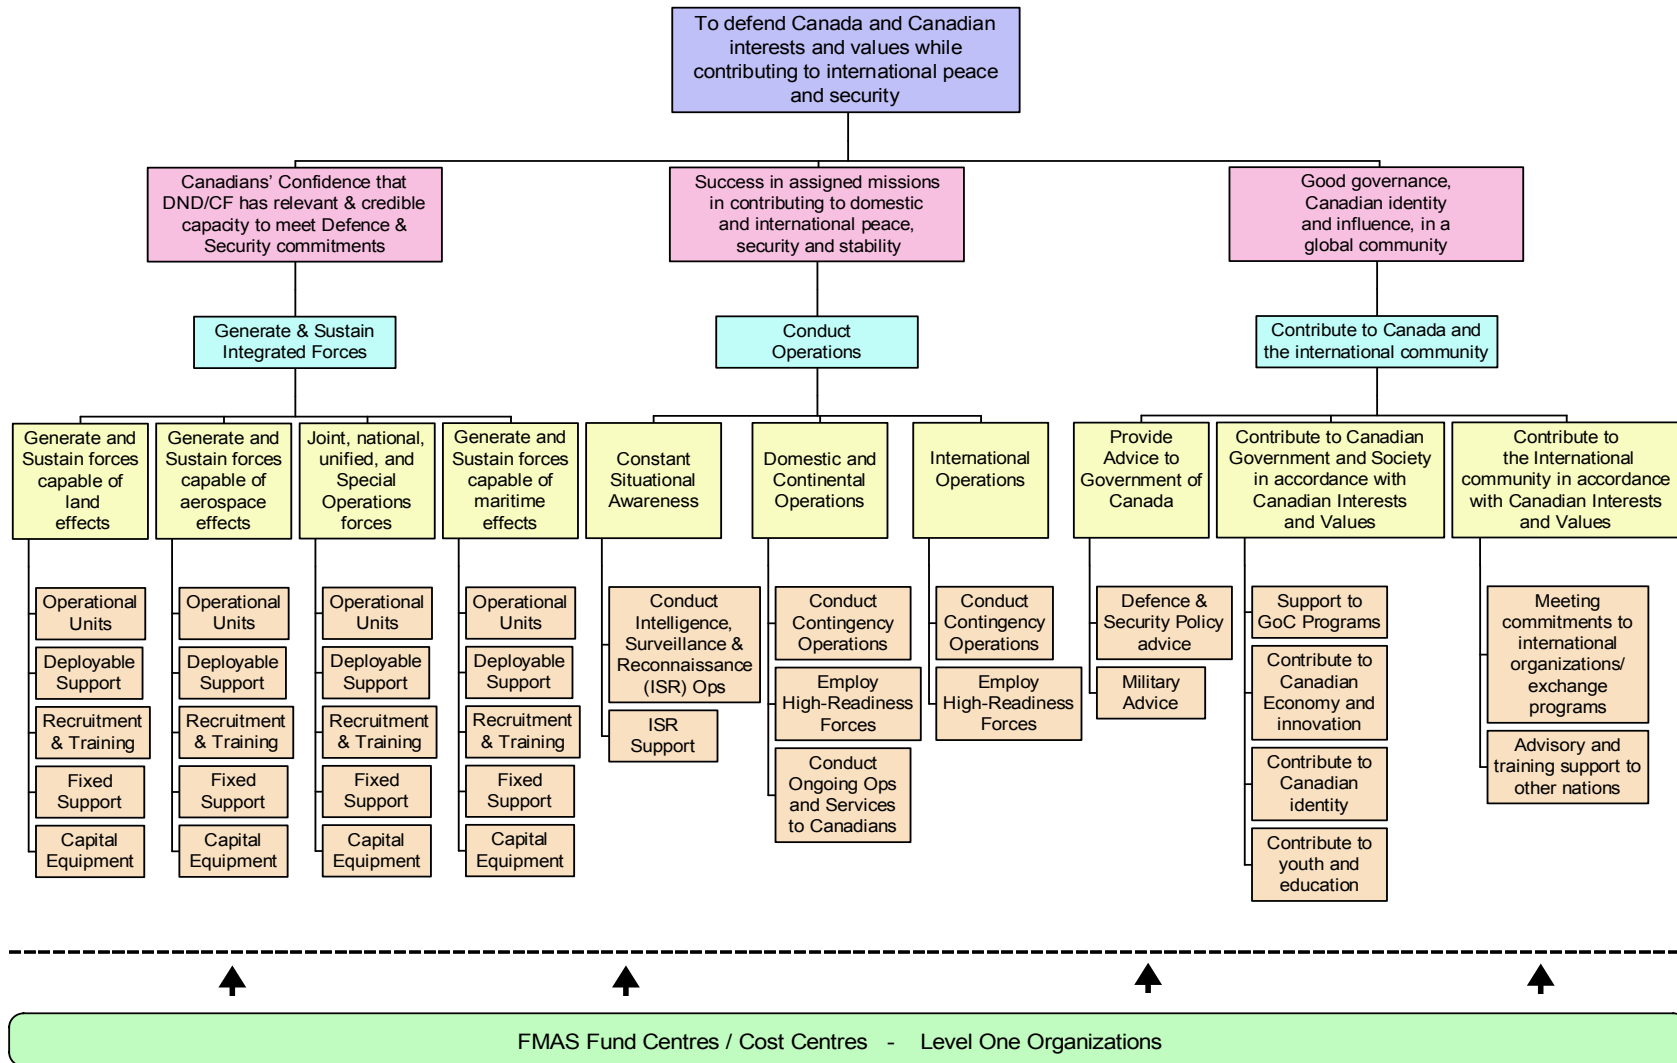 To defend Canada and Canadian
interests and values while
contributing to international peace
and security
Canadians’ Confidence that
DND/CF has relevant & credible
capacity to meet Defence &
Security commitments
Success in assigned missions
in contributing to domestic
and international peace,
security and stability
Good governance,
Canadian identity
and influence, in a
global community
Generate & Sustain
Integrated Forces
Conduct
Operations
Contribute to Canada and
the international community
Generate and
Sustain forces
capable of
land
effects
Generate and
Sustain forces
capable of
aerospace
effects
Joint, national,
unified, and
Special
Operations
forces
Generate and
Sustain forces
capable of
maritime
effects
Constant
Situational
Awareness
Domestic and
Continental
Operations
International
Operations
Provide
Advice to
Government of
Canada
Contribute to Canadian
Government and Society
in accordance with
Canadian Interests
and Values
Contribute to
the International
community in accordance
with Canadian Interests
and Values
Operational
Units
Deployable
Support
Recruitment
& Training
Fixed
Support
Capital
Equipment
Operational
Units
Deployable
Support
Recruitment
& Training
Fixed
Support
Capital
Equipment
Operational
Units
Deployable
Support
Recruitment
& Training
Fixed
Support
Capital
Equipment
Operational
Units
Deployable
Support
Recruitment
& Training
Fixed
Support
Capital
Equipment
Conduct
Intelligence,
Surveillance &
Reconnaissance
(ISR) Ops
ISR
Support
Conduct
Contingency
Operations
Employ
High-Readiness
Forces
Conduct
Ongoing Ops
and Services
to Canadians
Conduct
Contingency
Operations
Employ
High-Readiness
Forces
Defence &
Security Policy
advice
Military
Advice
Support to
GoC Programs
Contribute to
Canadian
Economy and
innovation
Contribute to
Canadian
identity
Contribute to
youth and
education
Meeting
commitments to
international
organizations/
exchange
programs
Advisory and
training support to
other nations
FMAS Fund Centres / Cost Centres - Level One Organizations